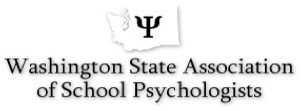 Ψ
Washington State Association
of School Psychologists